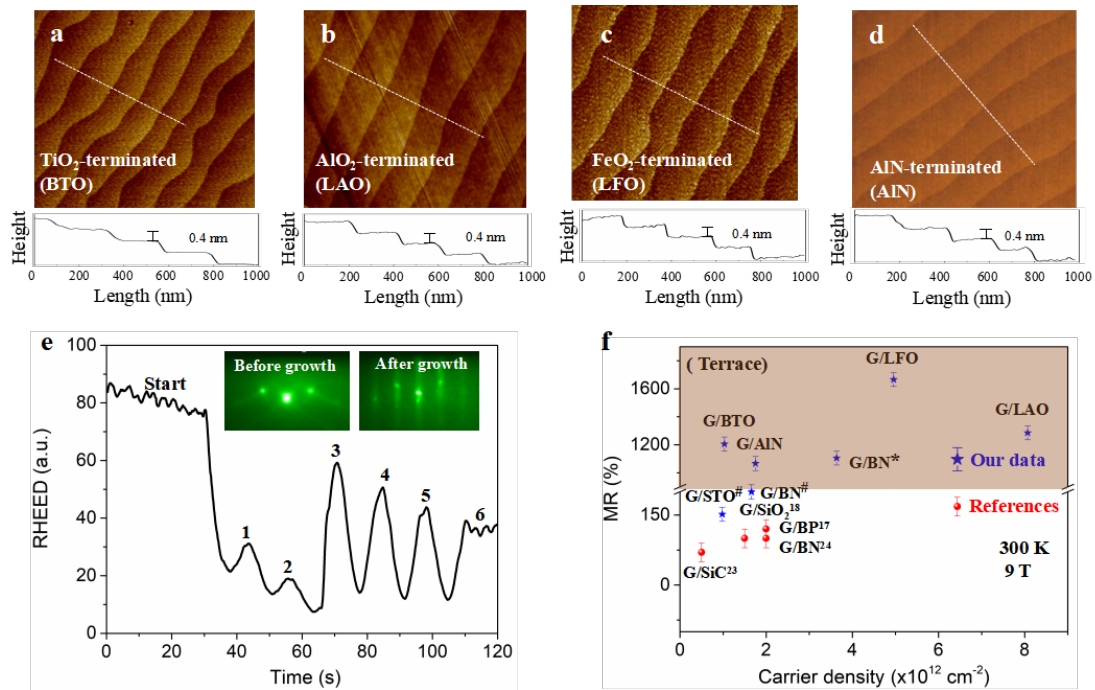 a
TiO₂-terminated
(BTO)
b
AlO₂-terminated
(LAO)
c
FeO₂-terminated
(LFO)
d
AlN-terminated
(AlN)
Height
0.4 nm
0 200 400 600 800 1000
Length (nm)
Height
0.4 nm
0 200 400 600 800 1000
Length (nm)
Height
0.4 nm
0 200 400 600 800 1000
Length (nm)
Height
0.4 nm
0 200 400 600 800 1000
Length (nm)
e
100
80
60
40
20
0
RHEED (a.u.)
Start
Before growth
After growth
1
2
3
4
5
6
0 20 40 60 80 100 120
Time (s)
f
( Terrace)
1600
1200
150
0
MR (%)
G/LFO
G/BTO
G/LAO
G/AlN
G/BN*
Our data
G/STO#
G/BN#
G/SiO₂¹⁸
References
G/BP¹⁷
G/BN²⁴
G/SiC²³
300 K
9 T
0 2 4 6 8
Carrier density (x10¹² cm⁻²)